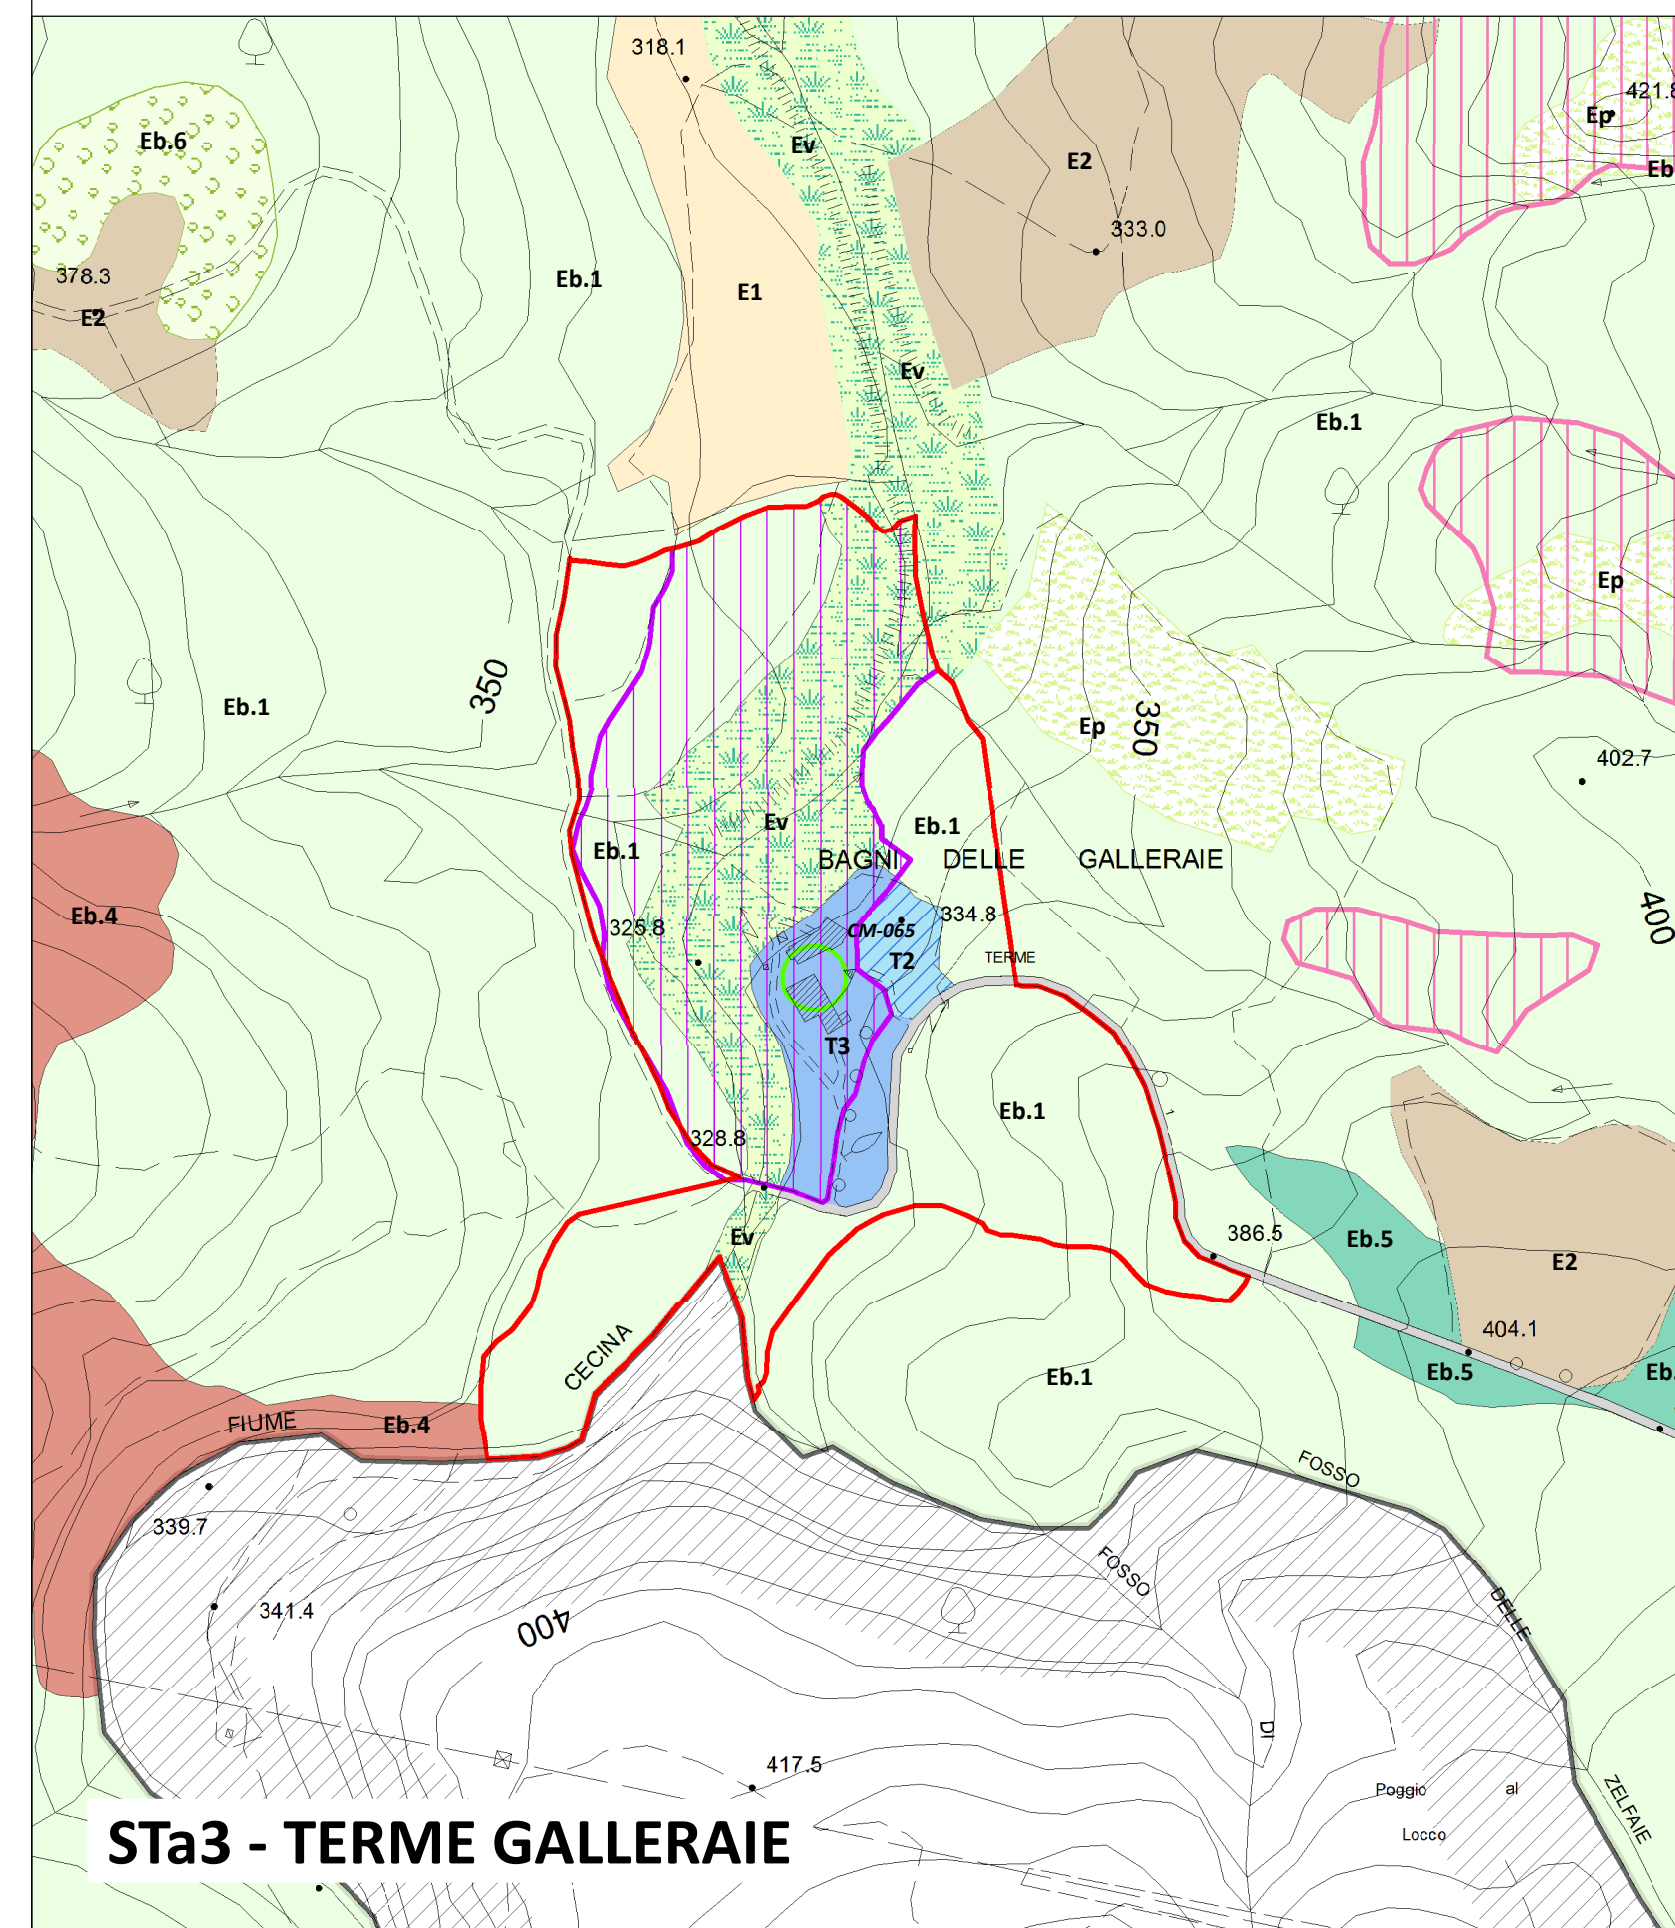 318.1
421.8
Ep
Eb.6
Ev
E2
Eb
333.0
378.3
Eb.1
E1
E2
Ev
Eb.1
Ep
350
Eb.1
Ep
350
402.7
Ev
Eb.1
Eb.1
BAGNI DELLE GALLERAIE
Eb.4
325.8
CM-065
334.8
400
T2
TERME
T3
Eb.1
328.8
Ev
386.5
Eb.5
E2
404.1
CECINA
Eb.1
Eb.5
Eb.
FIUME
Eb.4
FOSSO
339.7
FOSSO
341.4
400
DELLE
DI
417.5
Poggio al
Locco
ZELFAIE
STa3 - TERME GALLERAIE